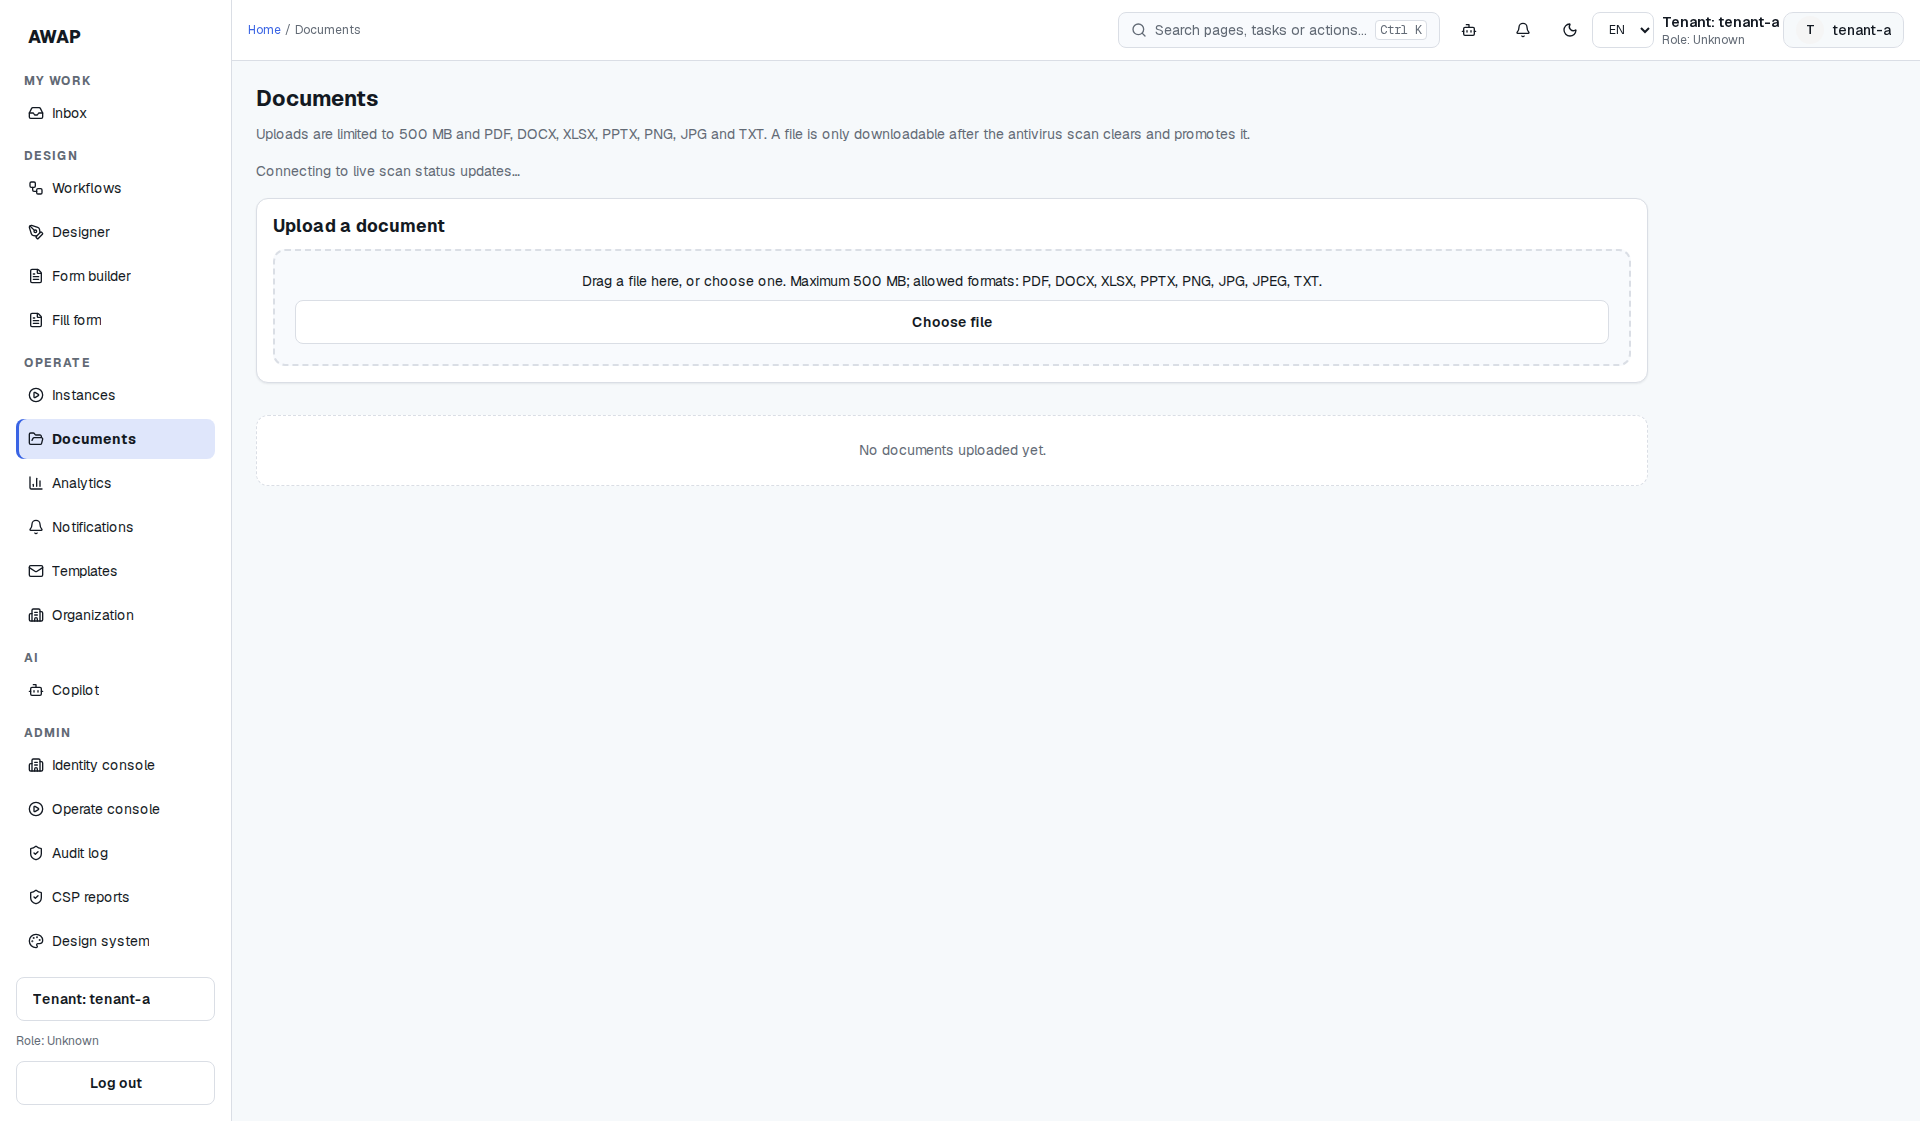 AWAP
MY WORK
Inbox
DESIGN
Workflows
Designer
Form builder
Fill form
OPERATE
Instances
Documents
Analytics
Notifications
Templates
Organization
AI
Copilot
ADMIN
Identity console
Operate console
Audit log
CSP reports
Design system
Tenant: tenant-a
Role: Unknown
Log out
Home / Documents
Search pages, tasks or actions... Ctrl K
EN
Tenant: tenant-a
Role: Unknown
T tenant-a
Documents
Uploads are limited to 500 MB and PDF, DOCX, XLSX, PPTX, PNG, JPG and TXT. A file is only downloadable after the antivirus scan clears and promotes it.
Connecting to live scan status updates…
Upload a document
Drag a file here, or choose one. Maximum 500 MB; allowed formats: PDF, DOCX, XLSX, PPTX, PNG, JPG, JPEG, TXT.
Choose file
No documents uploaded yet.